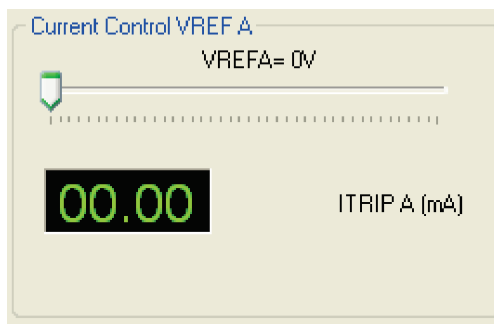 Current Control VREF A
VREFA= 0V
00.00
ITRIP A (mA)